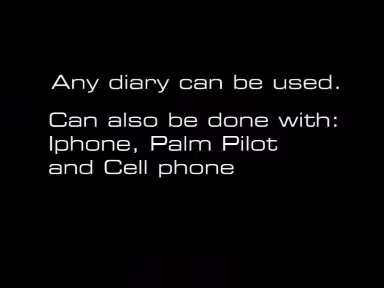 Any diary can be used.
Can also be done with:
Iphone, Palm Pilot
and Cell phone